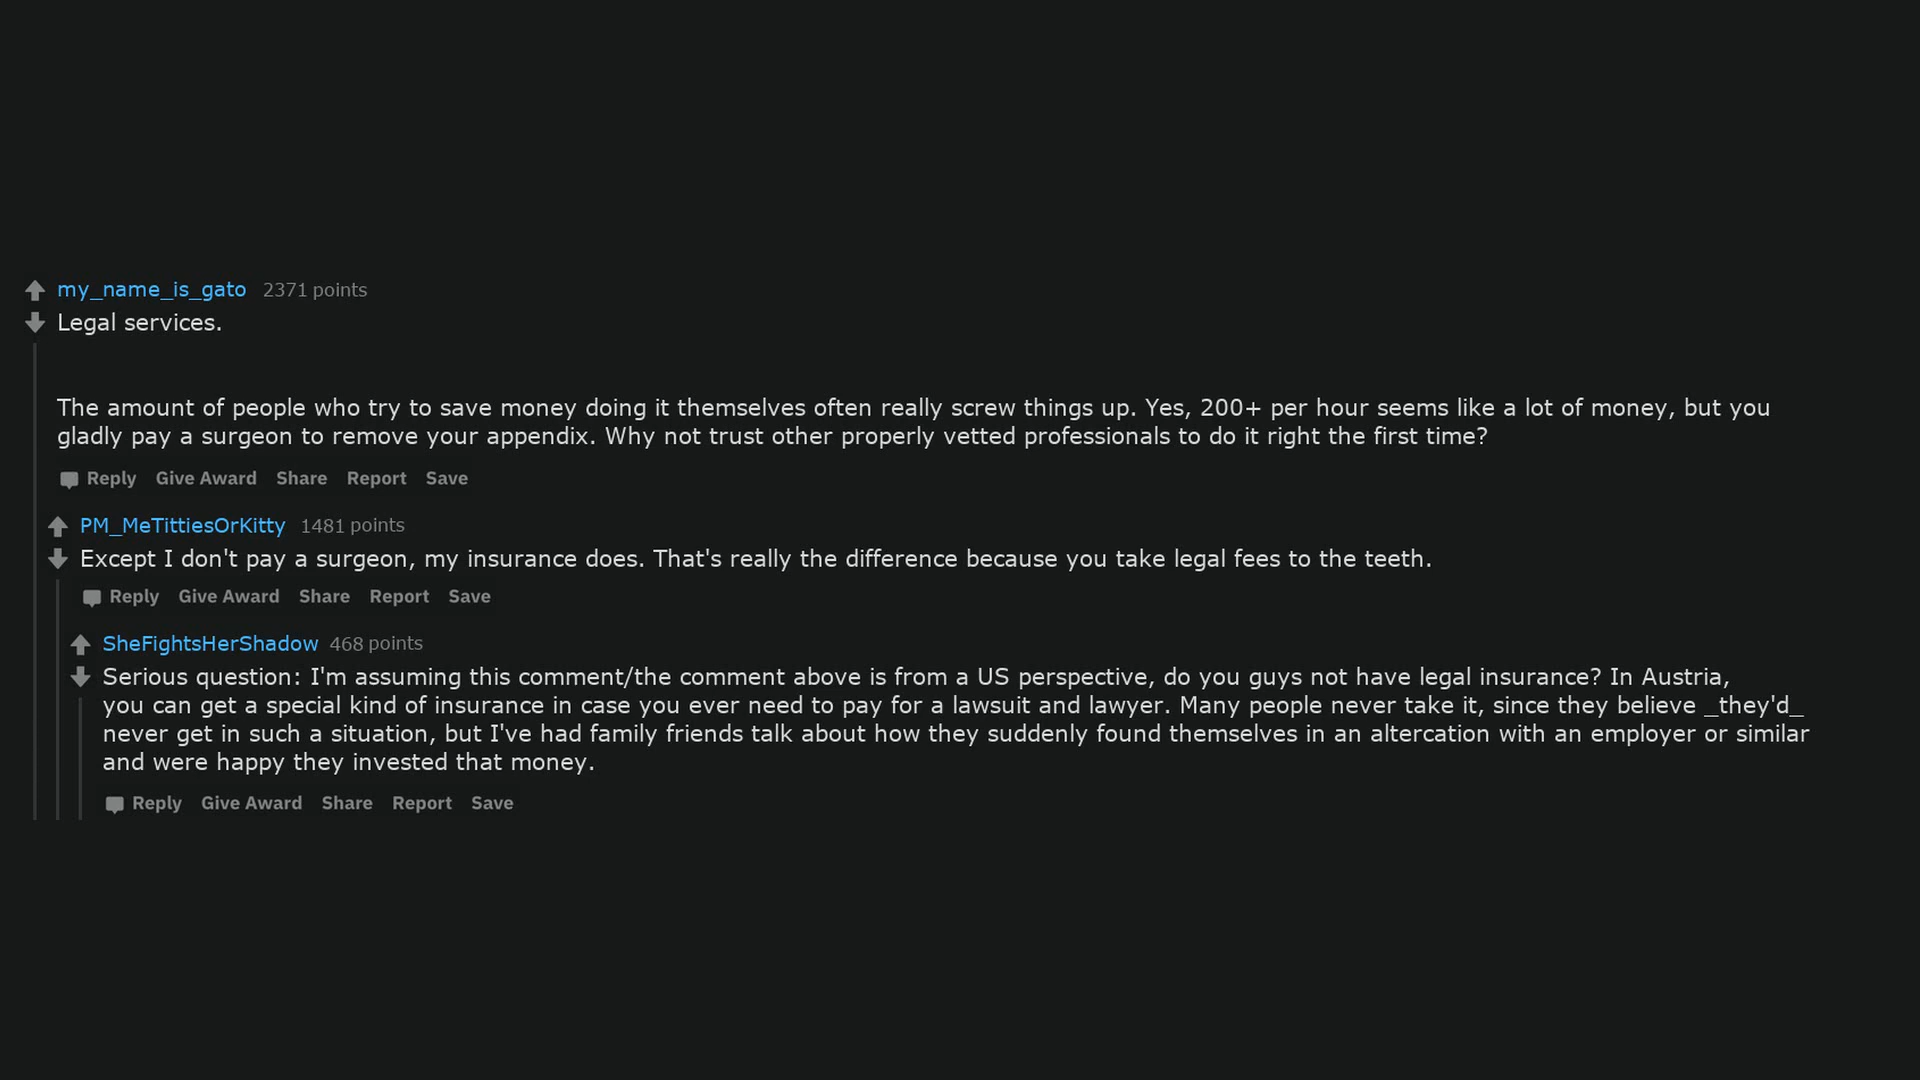 my_name_is_gato 2371 points
Legal services.
The amount of people who try to save money doing it themselves often really screw things up. Yes, 200+ per hour seems like a lot of money, but you
gladly pay a surgeon to remove your appendix. Why not trust other properly vetted professionals to do it right the first time?
Reply Give Award Share Report Save
PM_MeTittiesOrKitty 1481 points
Except I don't pay a surgeon, my insurance does. That's really the difference because you take legal fees to the teeth.
Reply Give Award Share Report Save
SheFightsHerShadow 468 points
Serious question: I'm assuming this comment/the comment above is from a US perspective, do you guys not have legal insurance? In Austria,
you can get a special kind of insurance in case you ever need to pay for a lawsuit and lawyer. Many people never take it, since they believe _they'd_
never get in such a situation, but I've had family friends talk about how they suddenly found themselves in an altercation with an employer or similar
and were happy they invested that money.
Reply Give Award Share Report Save